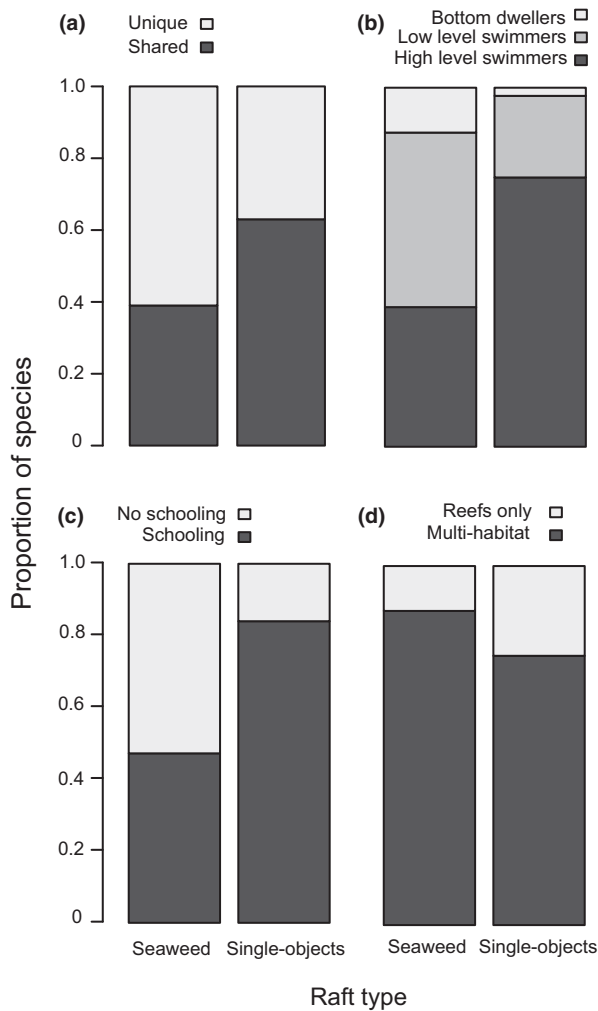 (a)
Unique
Shared
(b)
Bottom dwellers
Low level swimmers
High level swimmers
1.0
0.8
0.6
0.4
0.2
0
Proportion of species
(c)
No schooling
Schooling
(d)
Reefs only
Multi-habitat
1.0
0.8
0.6
0.4
0.2
0
Seaweed Single-objects
Seaweed Single-objects
Raft type